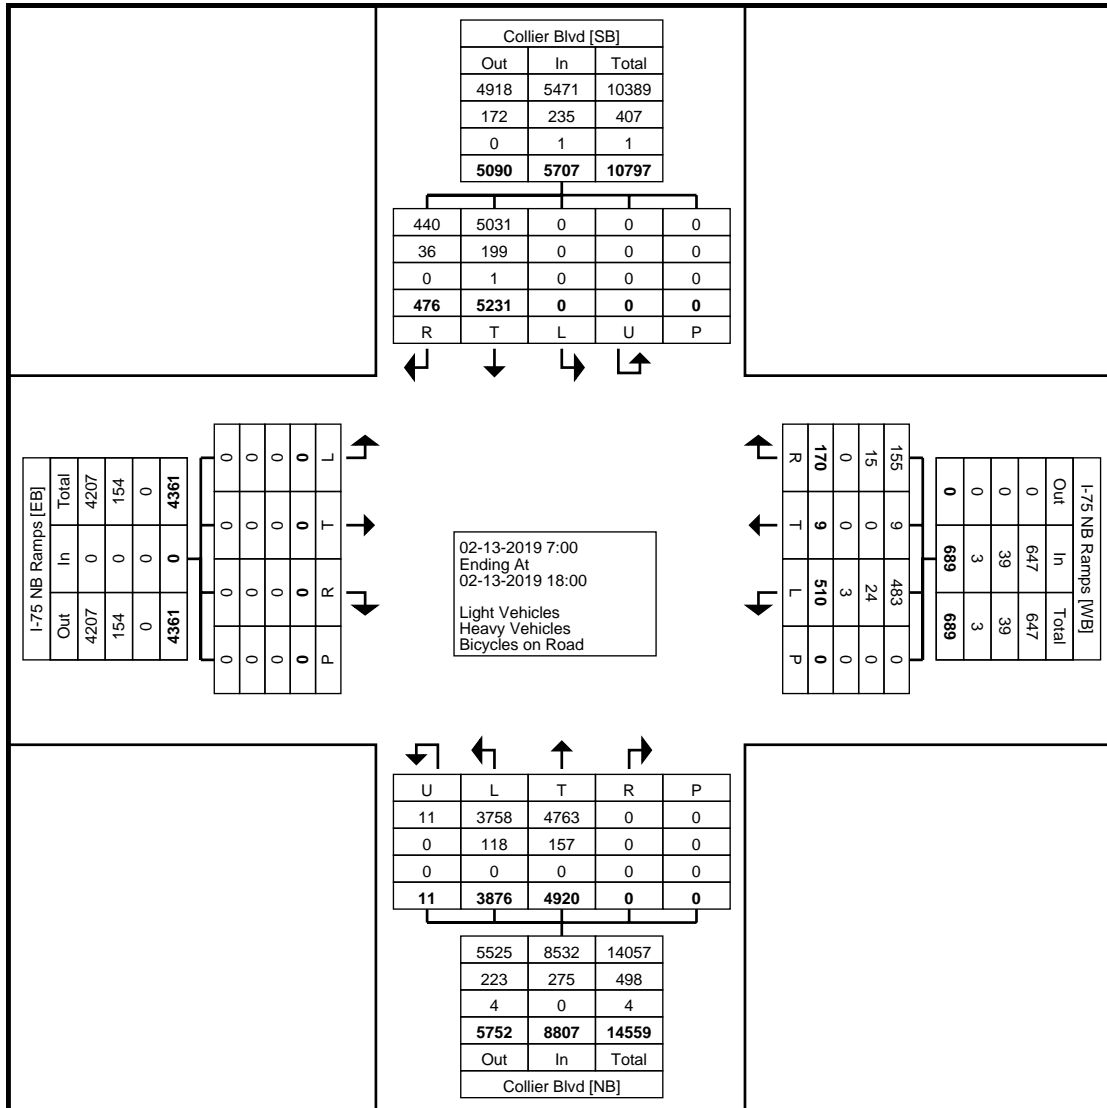 Collier Blvd [SB]
Out In Total
4918 5471 10389
172 235 407
0 1 1
5090 5707 10797
440 5031 0 0 0
36 199 0 0 0
0 1 0 0 0
476 5231 0 0 0
R T L U P
I-75 NB Ramps [EB]
Total In Out
4207 0 4207
154 0 154
0 0 0
4361 0 4361
0 0 0 0
0 0 0 0
0 0 0 0
0 0 0 0
L T R P
02-13-2019 7:00
Ending At
02-13-2019 18:00
Light Vehicles
Heavy Vehicles
Bicycles on Road
I-75 NB Ramps [WB]
Out In Total
0 647 647
0 39 39
0 3 3
0 689 689
155 9 483 0
15 0 24 0
0 0 3 0
170 9 510 0
R T L P
U L T R P
11 3758 4763 0 0
0 118 157 0 0
0 0 0 0 0
11 3876 4920 0 0
5525 8532 14057
223 275 498
4 0 4
5752 8807 14559
Out In Total
Collier Blvd [NB]